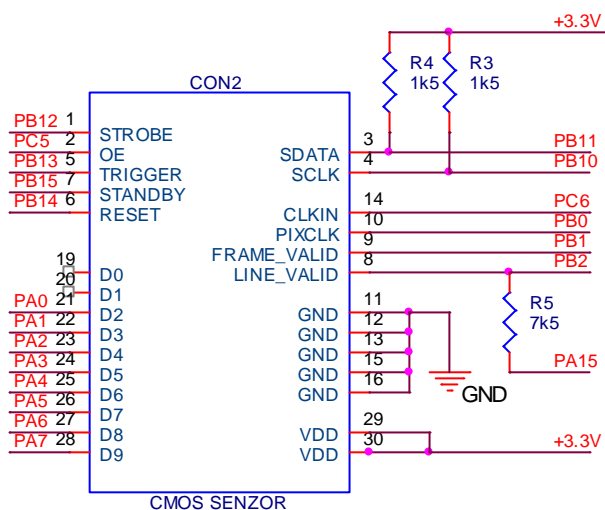 +3.3V
R4
1k5
R3
1k5
CON2
PB12 1 STROBE
PC5 2 OE
PB13 5 TRIGGER
PB15 7 STANDBY
PB14 6 RESET
SDATA 3 PB11
SCLK 4 PB10
CLKIN 14 PC6
PIXCLK 10 PB0
FRAME_VALID 9 PB1
LINE_VALID 8 PB2
19 D0
20 D1
PA0 21 D2
PA1 22 D3
PA2 23 D4
PA3 24 D5
PA4 25 D6
PA5 26 D7
PA6 27 D8
PA7 28 D9
GND 11
GND 12
GND 13
GND 15
GND 16
R5
7k5
PA15
GND
VDD 29
VDD 30 +3.3V
CMOS SENZOR